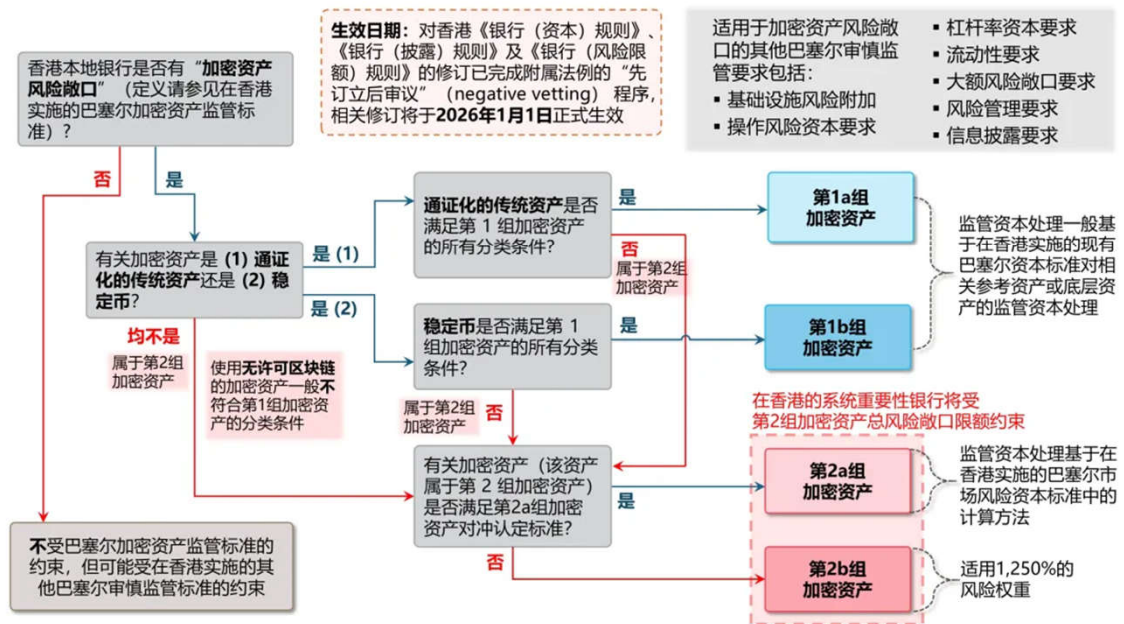 生效日期：对香港《银行（资本）规则》、
《银行（披露）规则》及《银行（风险限
额）规则》的修订已完成附属法例的“先
订立后审议”（negative vetting）程序，
相关修订将于2026年1月1日正式生效
适用于加密资产风险敞
口的其他巴塞尔审慎监
管要求包括：
▪ 基础设施风险附加
▪ 操作风险资本要求
▪ 杠杆率资本要求
▪ 流动性要求
▪ 大额风险敞口要求
▪ 风险管理要求
▪ 信息披露要求
香港本地银行是否有“加密资产
风险敞口”（定义请参见在香港
实施的巴塞尔加密资产监管标
准）？
否
是
有关加密资产是 (1) 通证
化的传统资产还是 (2) 稳
定币？
是 (1)
是 (2)
均不是
属于第2组
加密资产
使用无许可区块链
的加密资产一般不
符合第1组加密资
产的分类条件
通证化的传统资产是否
满足第 1 组加密资产
的所有分类条件？
是
否
属于第2组
加密资产
第1a组
加密资产
稳定币是否满足第 1
组加密资产的所有分类
条件？
是
属于第2组
加密资产
否
第1b组
加密资产
监管资本处理一般基
于在香港实施的现有
巴塞尔资本标准对相
关参考资产或底层资
产的监管资本处理
在香港的系统重要性银行将受
第2组加密资产总风险敞口限额约束
有关加密资产（该资产
属于第 2 组加密资产）
是否满足第2a组加密
资产对冲认定标准？
是
否
第2a组
加密资产
监管资本处理基于在
香港实施的巴塞尔市
场风险资本标准中的
计算方法
第2b组
加密资产
适用1,250%的
风险权重
不受巴塞尔加密资产监管标准的
约束，但可能受在香港实施的其
他巴塞尔审慎监管标准的约束